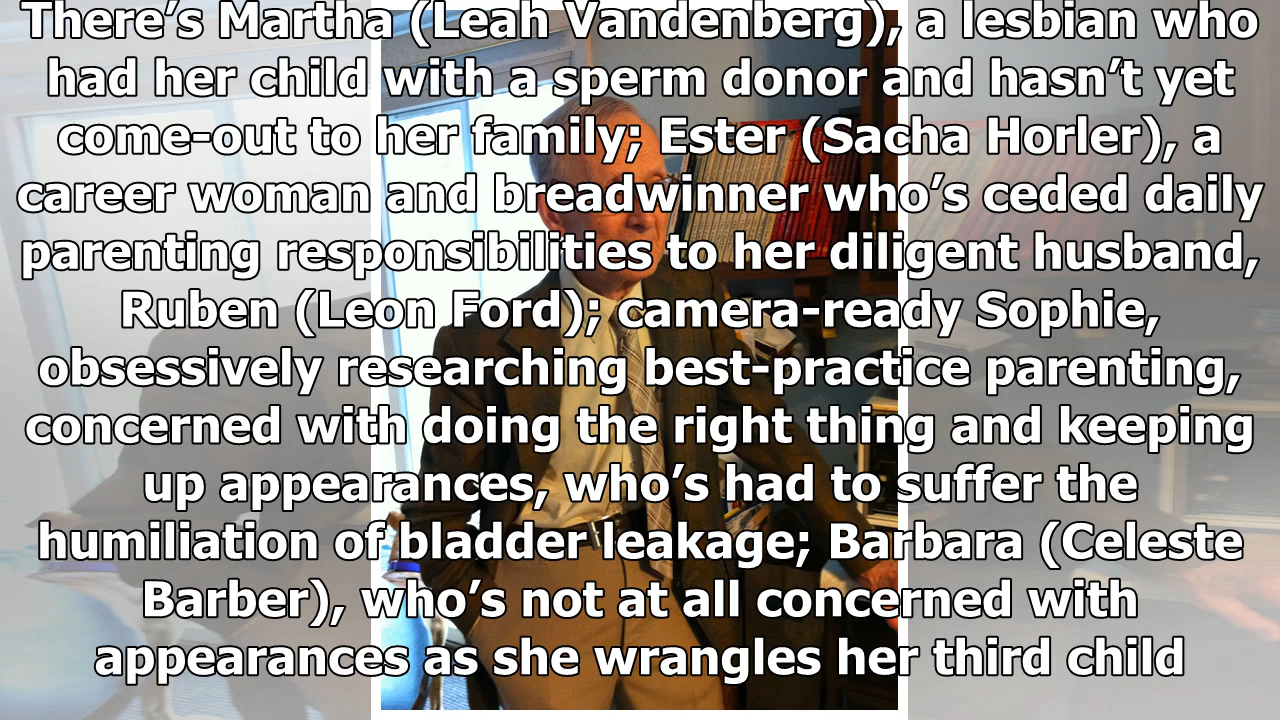 There’s Martha (Leah Vandenberg), a lesbian who
had her child with a sperm donor and hasn’t yet
come-out to her family; Ester (Sacha Horler), a
career woman and breadwinner who’s ceded daily
parenting responsibilities to her diligent husband,
Ruben (Leon Ford); camera-ready Sophie,
obsessively researching best-practice parenting,
concerned with doing the right thing and keeping
up appearances, who’s had to suffer the
humiliation of bladder leakage; Barbara (Celeste
Barber), who’s not at all concerned with
appearances as she wrangles her third child